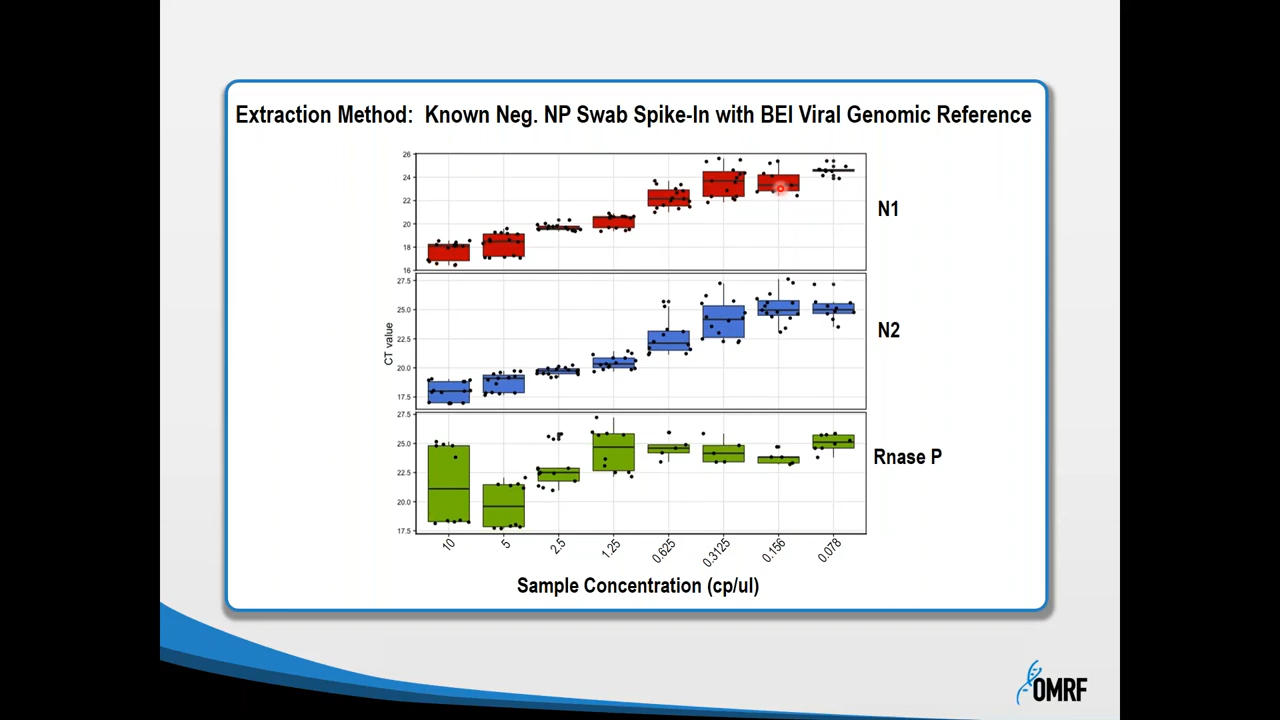 Extraction Method: Known Neg. NP Swab Spike-In with BEI Viral Genomic Reference
26
24
22
20
18
16
N1
27.5
25.0
22.5
20.0
17.5
N2
CT value
27.5
25.0
22.5
20.0
17.5
Rnase P
10 5 2.5 1.25 0.625 0.3125 0.156 0.078
Sample Concentration (cp/ul)
OMRF